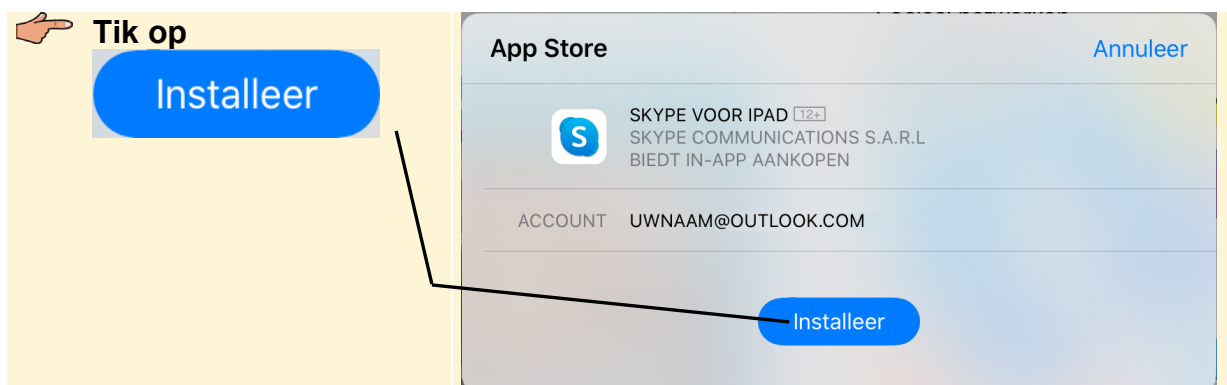 Tik op
Installeer
App Store
Annuleer
SKYPE VOOR IPAD 12+
SKYPE COMMUNICATIONS S.A.R.L
BIEDT IN-APP AANKOPEN
ACCOUNT UWNAAM@OUTLOOK.COM
Installeer